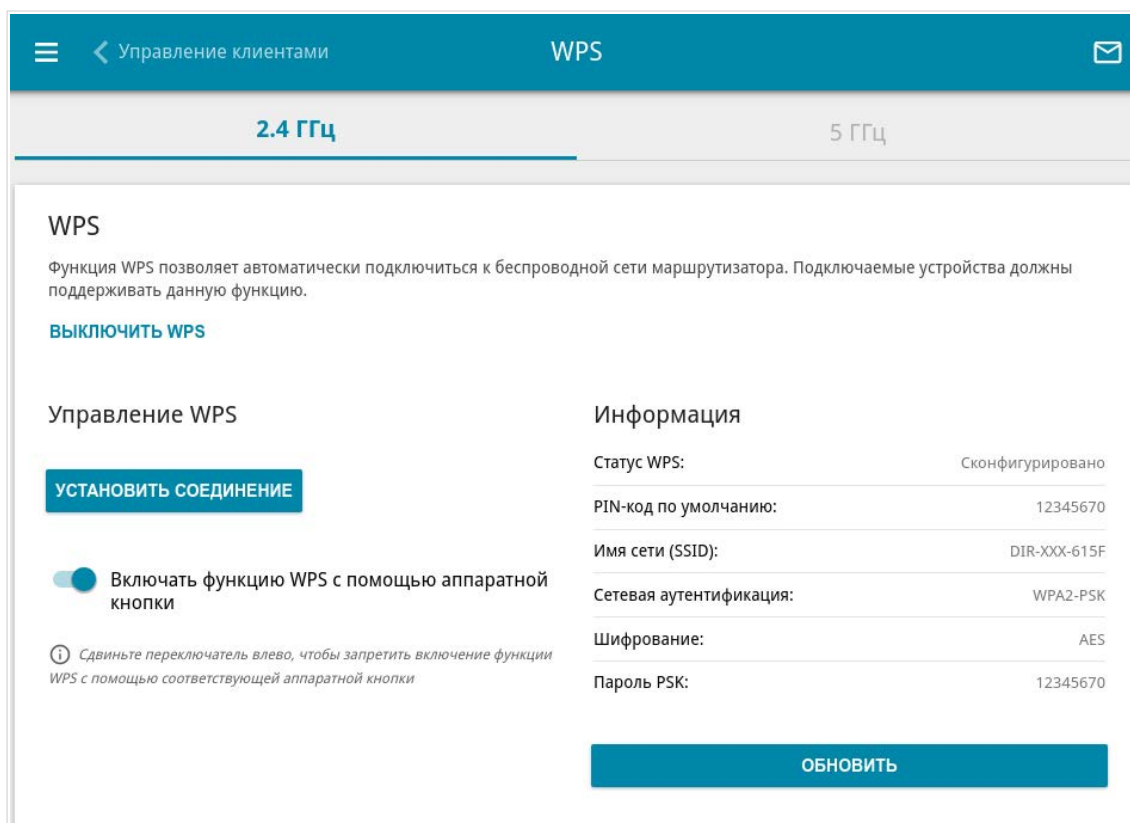 Управление клиентами
WPS
2.4 ГГц
5 ГГц
WPS
Функция WPS позволяет автоматически подключиться к беспроводной сети маршрутизатора. Подключаемые устройства должны
поддерживать данную функцию.
ВЫКЛЮЧИТЬ WPS
Управление WPS
УСТАНОВИТЬ СОЕДИНЕНИЕ
Включать функцию WPS с помощью аппаратной
кнопки
Сдвиньте переключатель влево, чтобы запретить включение функции
WPS с помощью соответствующей аппаратной кнопки
Информация
Статус WPS: Сконфигурировано
PIN-код по умолчанию: 12345670
Имя сети (SSID): DIR-XXX-615F
Сетевая аутентификация: WPA2-PSK
Шифрование: AES
Пароль PSK: 12345670
ОБНОВИТЬ